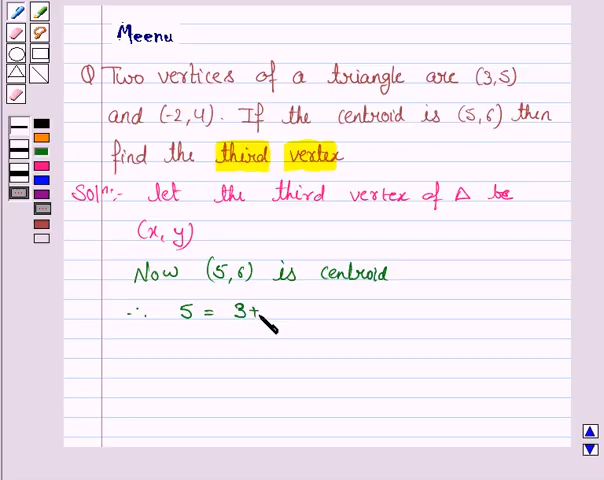 Meenu
Q Two vertices of a triangle are (3,5)
and (-2,4). If the centroid is (5,6) then
find the third vertex
Soln:- let the third vertex of Δ be
(x, y)
Now (5,6) is centroid
∴ 5 = 3+